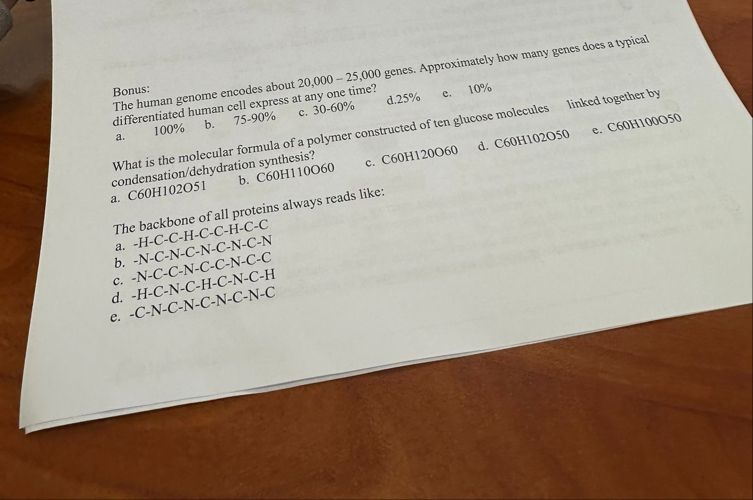 Bonus:
The human genome encodes about 20,000 – 25,000 genes. Approximately how many genes does a typical
differentiated human cell express at any one time?
a. 100% b. 75-90% c. 30-60% d.25% e. 10%
What is the molecular formula of a polymer constructed of ten glucose molecules linked together by
condensation/dehydration synthesis?
a. C60H102O51 b. C60H110O60 c. C60H120O60 d. C60H102O50 e. C60H100O50
The backbone of all proteins always reads like:
a. -H-C-C-H-C-C-H-C-C
b. -N-C-N-C-N-C-N-C-N
c. -N-C-C-N-C-C-N-C-C
d. -H-C-N-C-H-C-N-C-H
e. -C-N-C-N-C-N-C-N-C